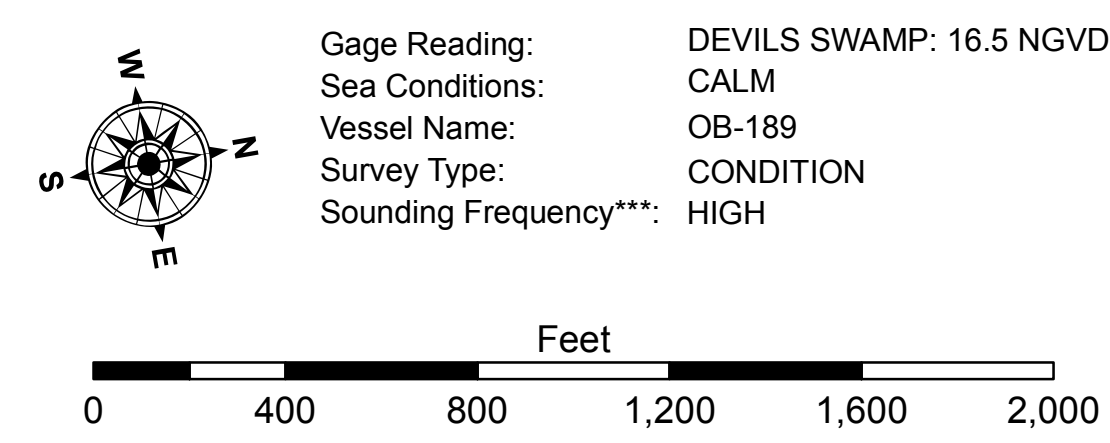 W
N
S
E
Gage Reading: DEVILS SWAMP: 16.5 NGVD
Sea Conditions: CALM
Vessel Name: OB-189
Survey Type: CONDITION
Sounding Frequency***: HIGH
Feet
0 400 800 1,200 1,600 2,000